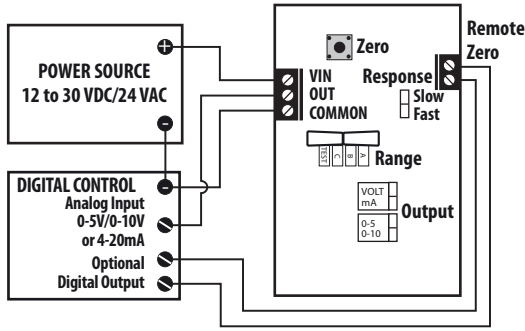 POWER SOURCE
12 to 30 VDC/24 VAC
+
-
DIGITAL CONTROL
Analog Input
0-5V/0-10V
or 4-20mA
Optional
Digital Output
-
Zero
VIN
OUT
COMMON
Response
Slow
Fast
Remote
Zero
TEST
C
B
A
Range
VOLT
mA
0-5
0-10
Output